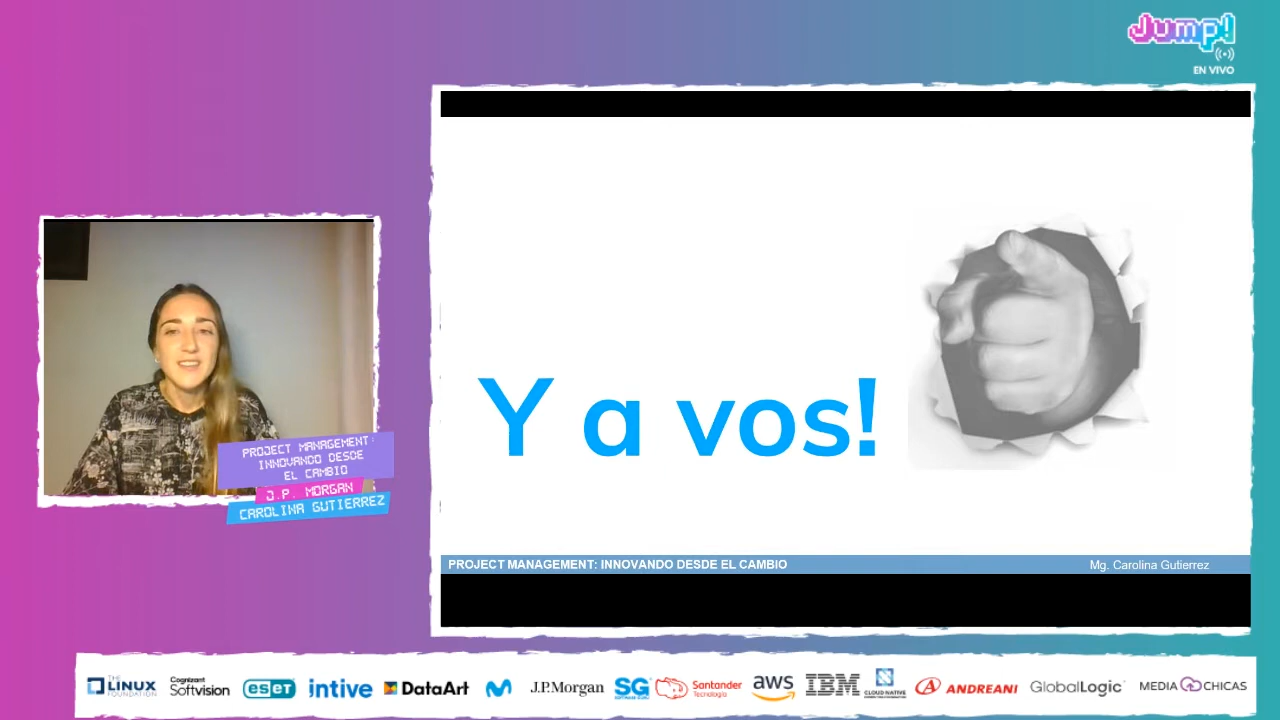 Jump!
EN VIVO
Y a vos!
PROJECT MANAGEMENT:
INNOVANDO DESDE
EL CAMBIO
J.P. MORGAN
CAROLINA GUTIERREZ
PROJECT MANAGEMENT: INNOVANDO DESDE EL CAMBIO Mg. Carolina Gutierrez
THE LINUX FOUNDATION
Cognizant Softvision
eset
intive
DataArt
J.P.Morgan
SG
Santander Tecnología
aws
IBM
CLOUD NATIVE
ANDREANI
GlobalLogic
MEDIA CHICAS